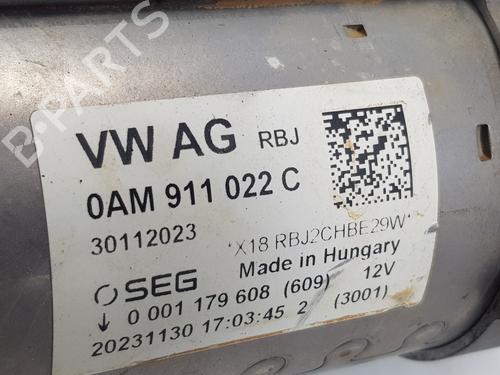 B-PARTS
VW AG RBJ
0AM 911 022 C
30112023
*X18 RBJ2CHBE29W*
SEG
Made in Hungary
↓ 0 001 179 608 (609) 12V
20231130 17:03:45 2 (3001)